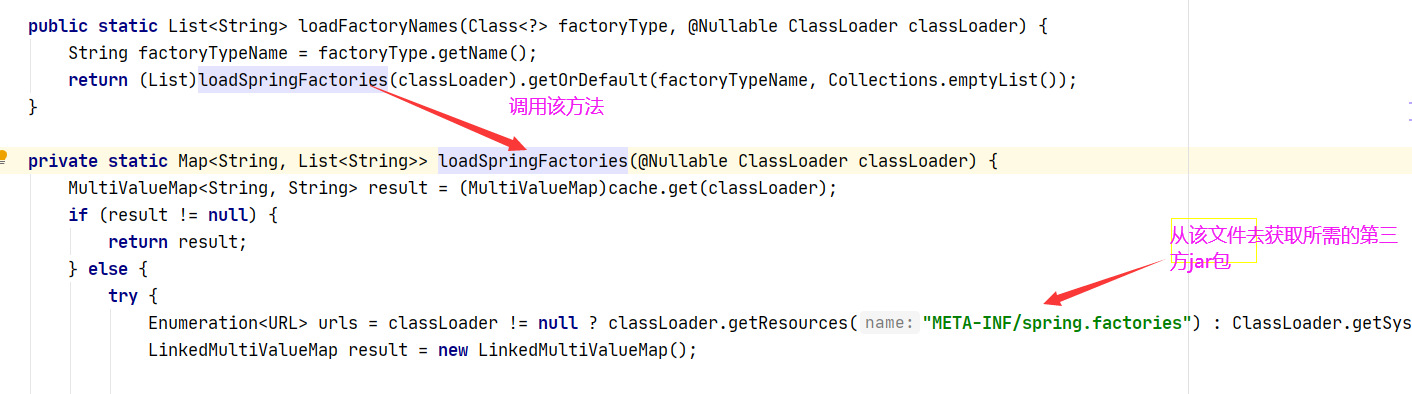 public static List<String> loadFactoryNames(Class<?> factoryType, @Nullable ClassLoader classLoader) {
String factoryTypeName = factoryType.getName();
return (List)loadSpringFactories(classLoader).getOrDefault(factoryTypeName, Collections.emptyList());
}
调用该方法
private static Map<String, List<String>> loadSpringFactories(@Nullable ClassLoader classLoader) {
MultiValueMap<String, String> result = (MultiValueMap)cache.get(classLoader);
if (result != null) {
return result;
从该文件去获取所需的第三
方jar包
} else {
try {
Enumeration<URL> urls = classLoader != null ? classLoader.getResources( name: "META-INF/spring.factories") : ClassLoader.getSys
LinkedMultiValueMap result = new LinkedMultiValueMap();